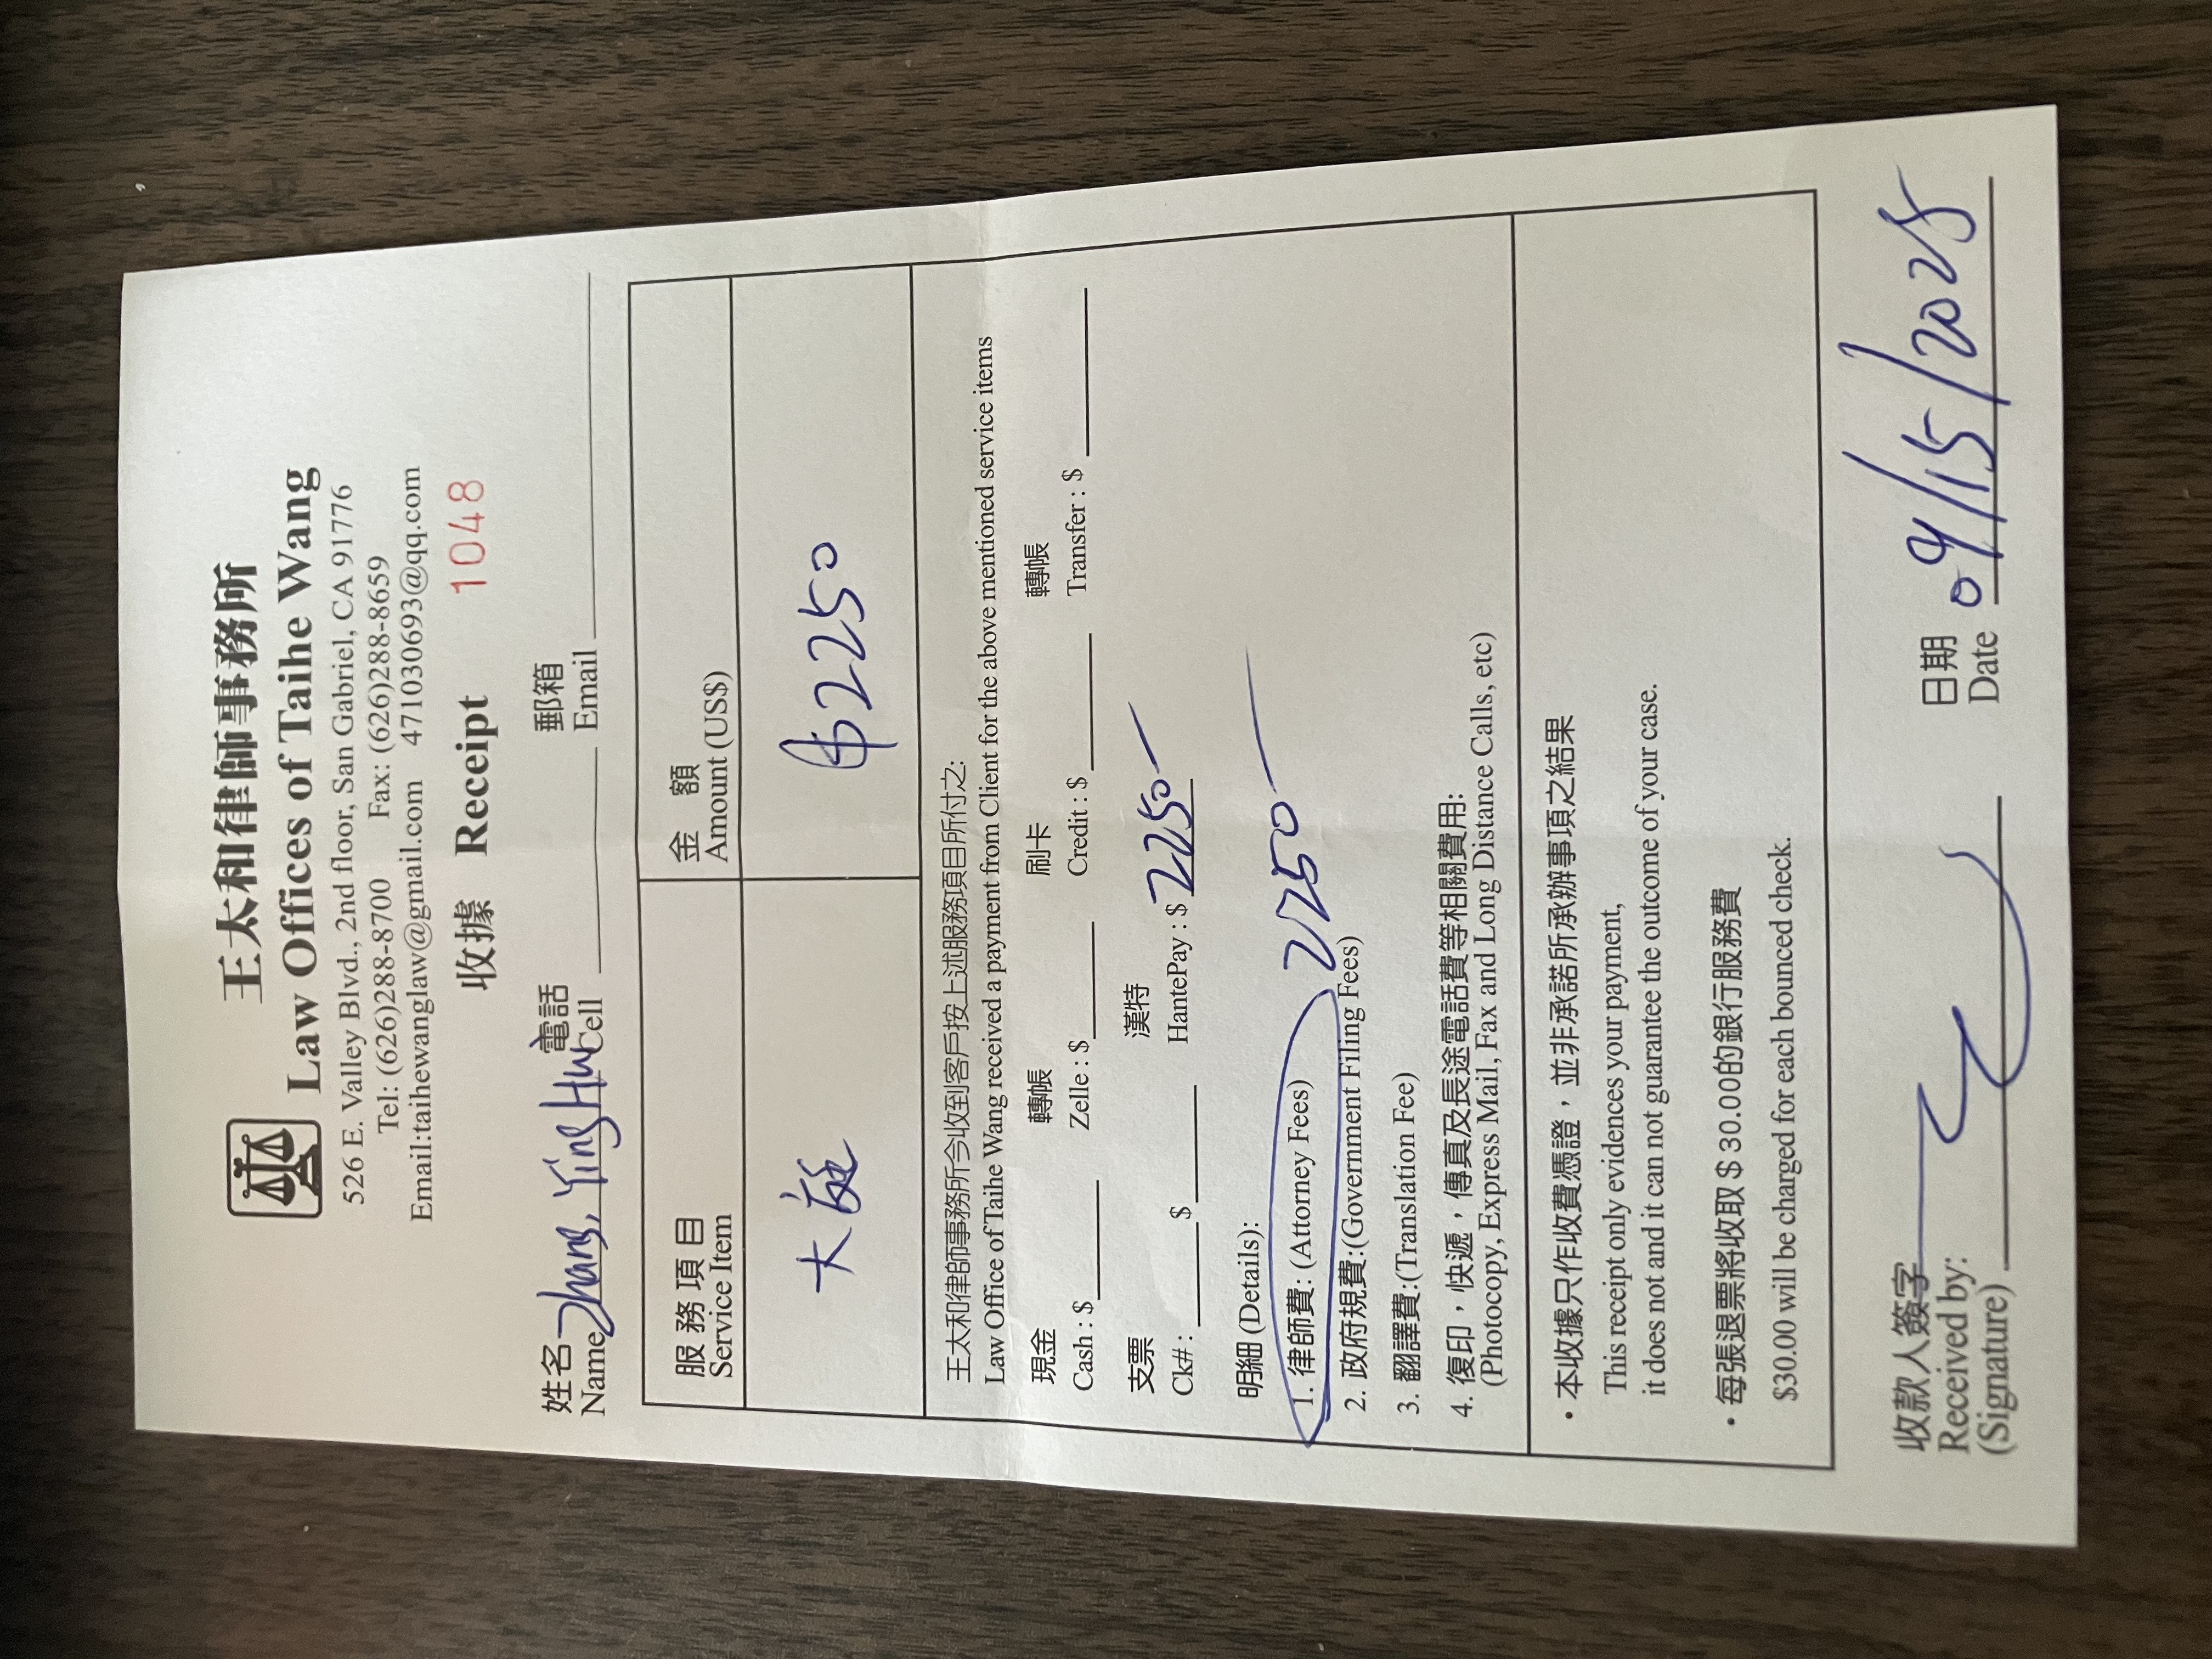 王太和律師事務所
Law Offices of Taihe Wang
526 E. Valley Blvd., 2nd floor, San Gabriel, CA 91776
Tel: (626)288-8700 Fax: (626)288-8659
Email:taihewanglaw@gmail.com 471030693@qq.com
收據 Receipt 1048
姓名 電話 郵箱
Name Zhang, YingHui Cell Email
服務項目 金額
Service Item Amount (US$)
大 $2250
王太和律師事務所今收到客戶按上述服務項目所付之:
Law Office of Taihe Wang received a payment from Client for the above mentioned service items
現金 轉帳 刷卡 轉帳
Cash : $ Zelle : $ Credit : $ Transfer : $
支票 漢特
Ck# : $ HantePay : $ 2250
明細 (Details):
1. 律師費: (Attorney Fees) 2250
2. 政府規費:(Government Filing Fees)
3. 翻譯費:(Translation Fee)
4. 復印，快遞，傳真及長途電話費等相關費用:
(Photocopy, Express Mail, Fax and Long Distance Calls, etc)
• 本收據只作收費憑證，並非承諾所承辦事項之結果
This receipt only evidences your payment,
it does not and it can not guarantee the outcome of your case.
• 每張退票將收取 $ 30.00的銀行服務費
$30.00 will be charged for each bounced check.
收款人簽字 日期
Received by: Date 09/15/2025
(Signature)